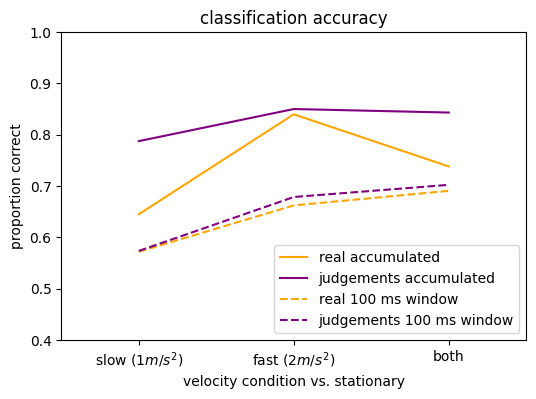 classification accuracy
1.0
0.9
0.8
0.7
0.6
0.5
0.4
proportion correct
real accumulated
judgements accumulated
real 100 ms window
judgements 100 ms window
slow (1m/s²)
fast (2m/s²)
both
velocity condition vs. stationary